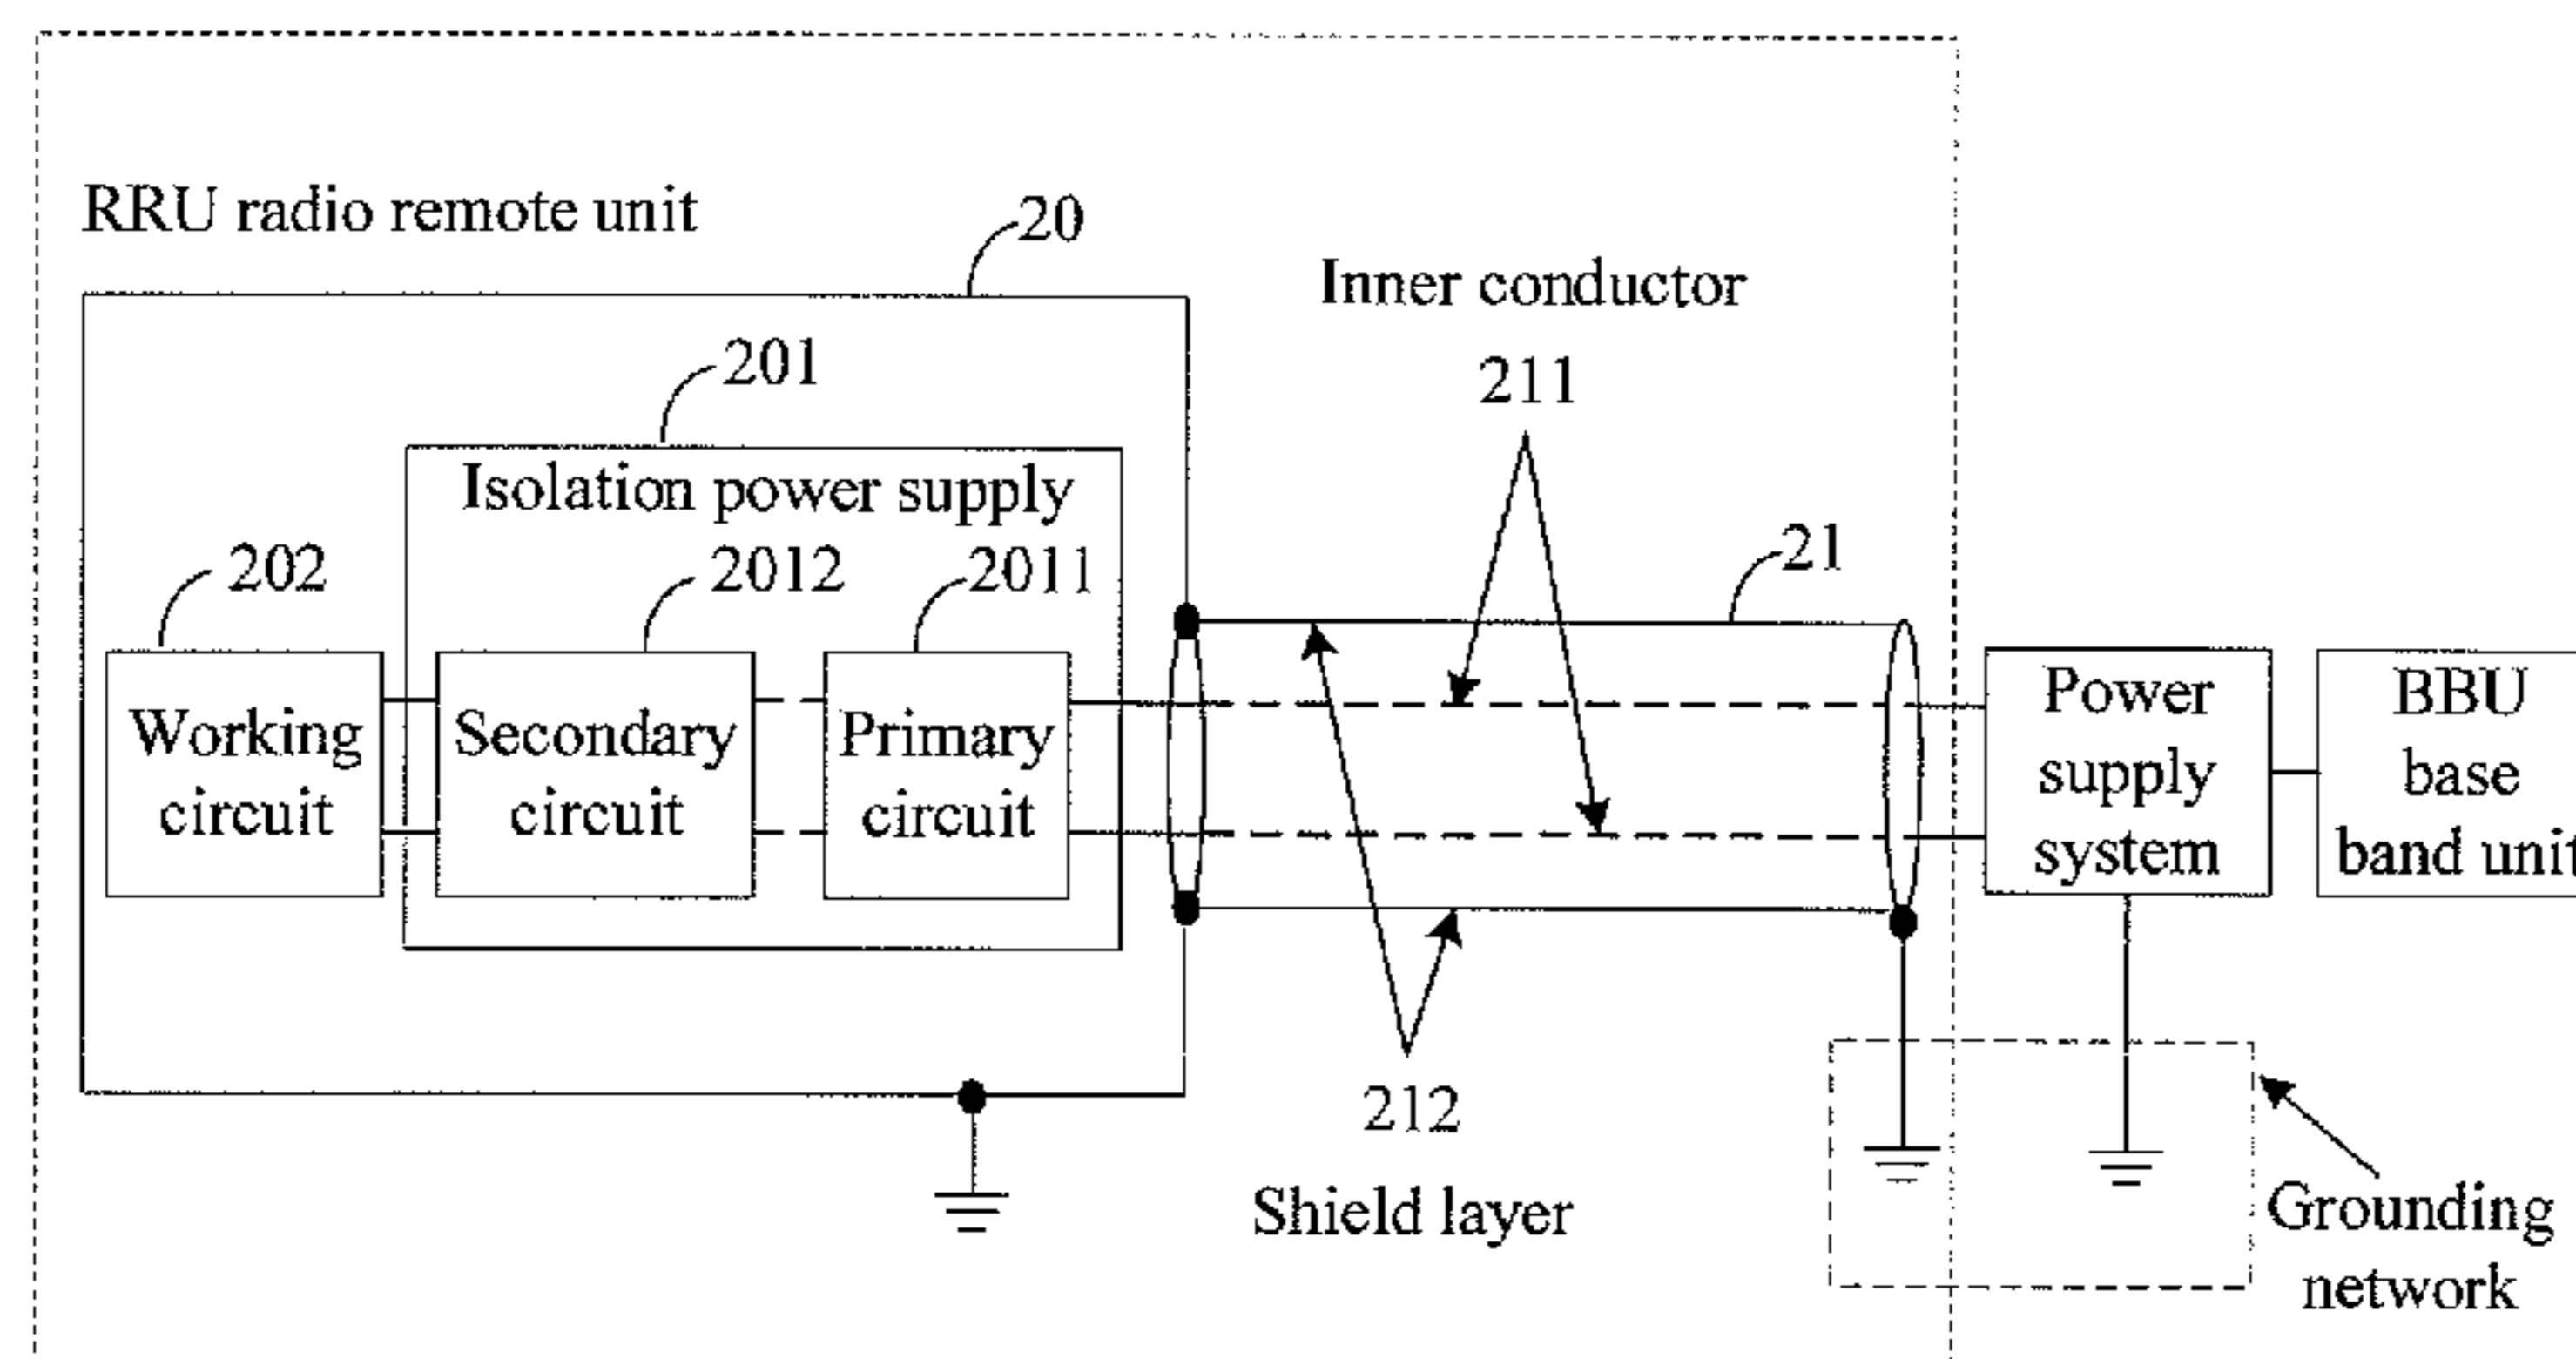 RRU radio remote unit
20
Inner conductor
211
201
Isolation power supply
202
2012
2011
21
Working
circuit
Secondary
circuit
Primary
circuit
Power
supply
system
BBU
base
band unit
212
Shield layer
Grounding
network